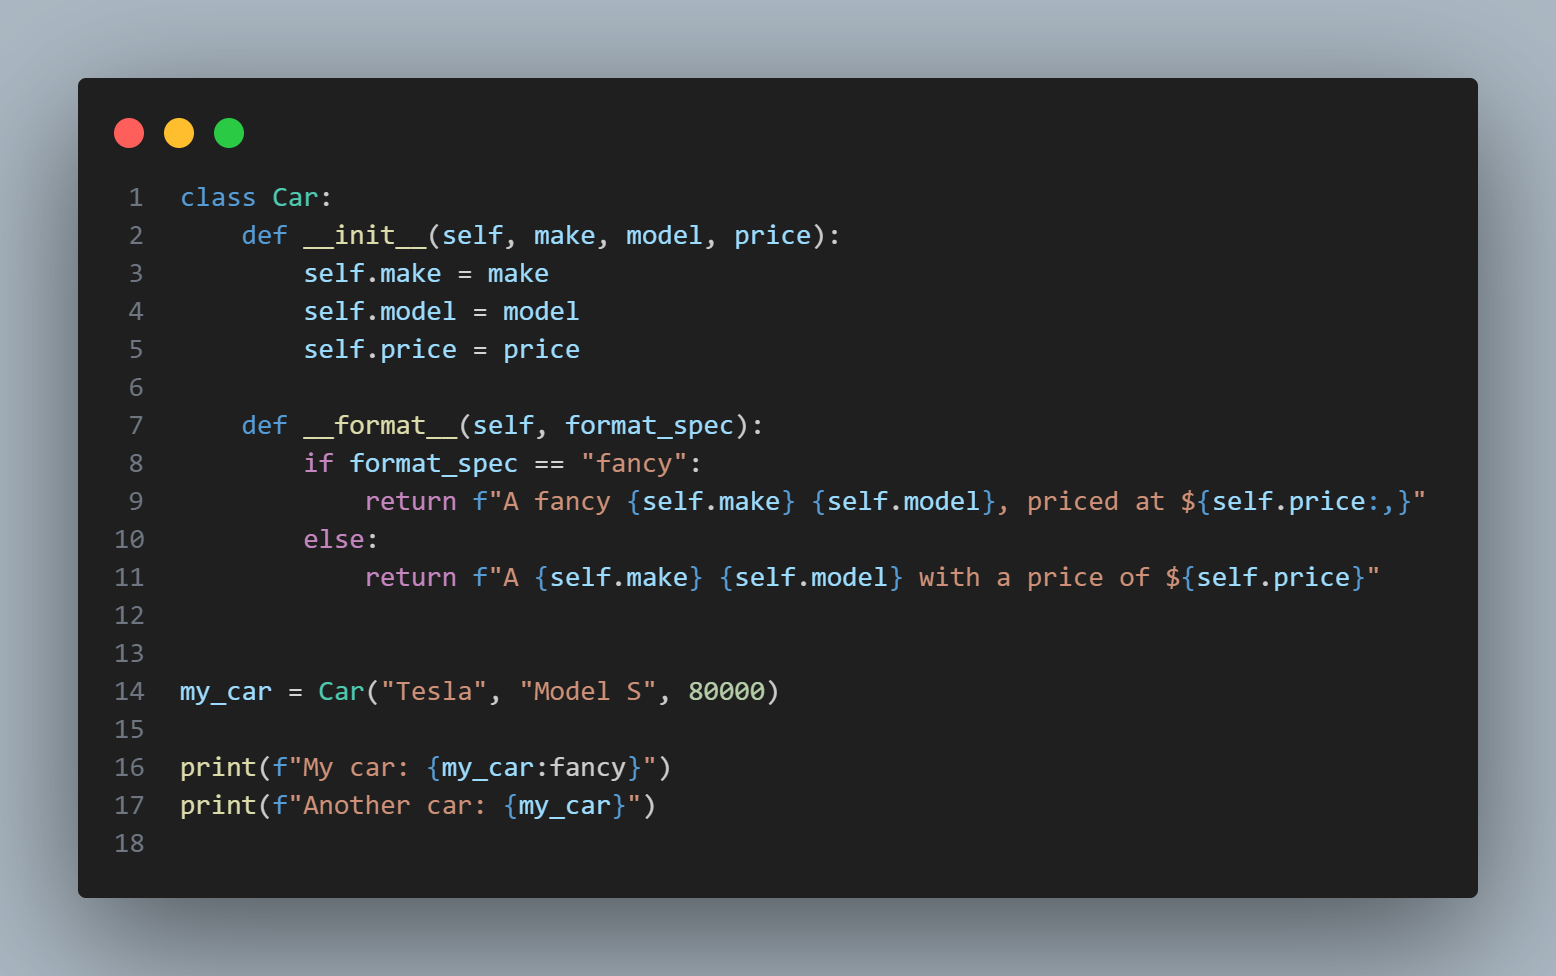 1 class Car:
2     def __init__(self, make, model, price):
3         self.make = make
4         self.model = model
5         self.price = price
6
7     def __format__(self, format_spec):
8         if format_spec == "fancy":
9             return f"A fancy {self.make} {self.model}, priced at ${self.price:,}"
10         else:
11             return f"A {self.make} {self.model} with a price of ${self.price}"
12
13
14 my_car = Car("Tesla", "Model S", 80000)
15
16 print(f"My car: {my_car:fancy}")
17 print(f"Another car: {my_car}")
18